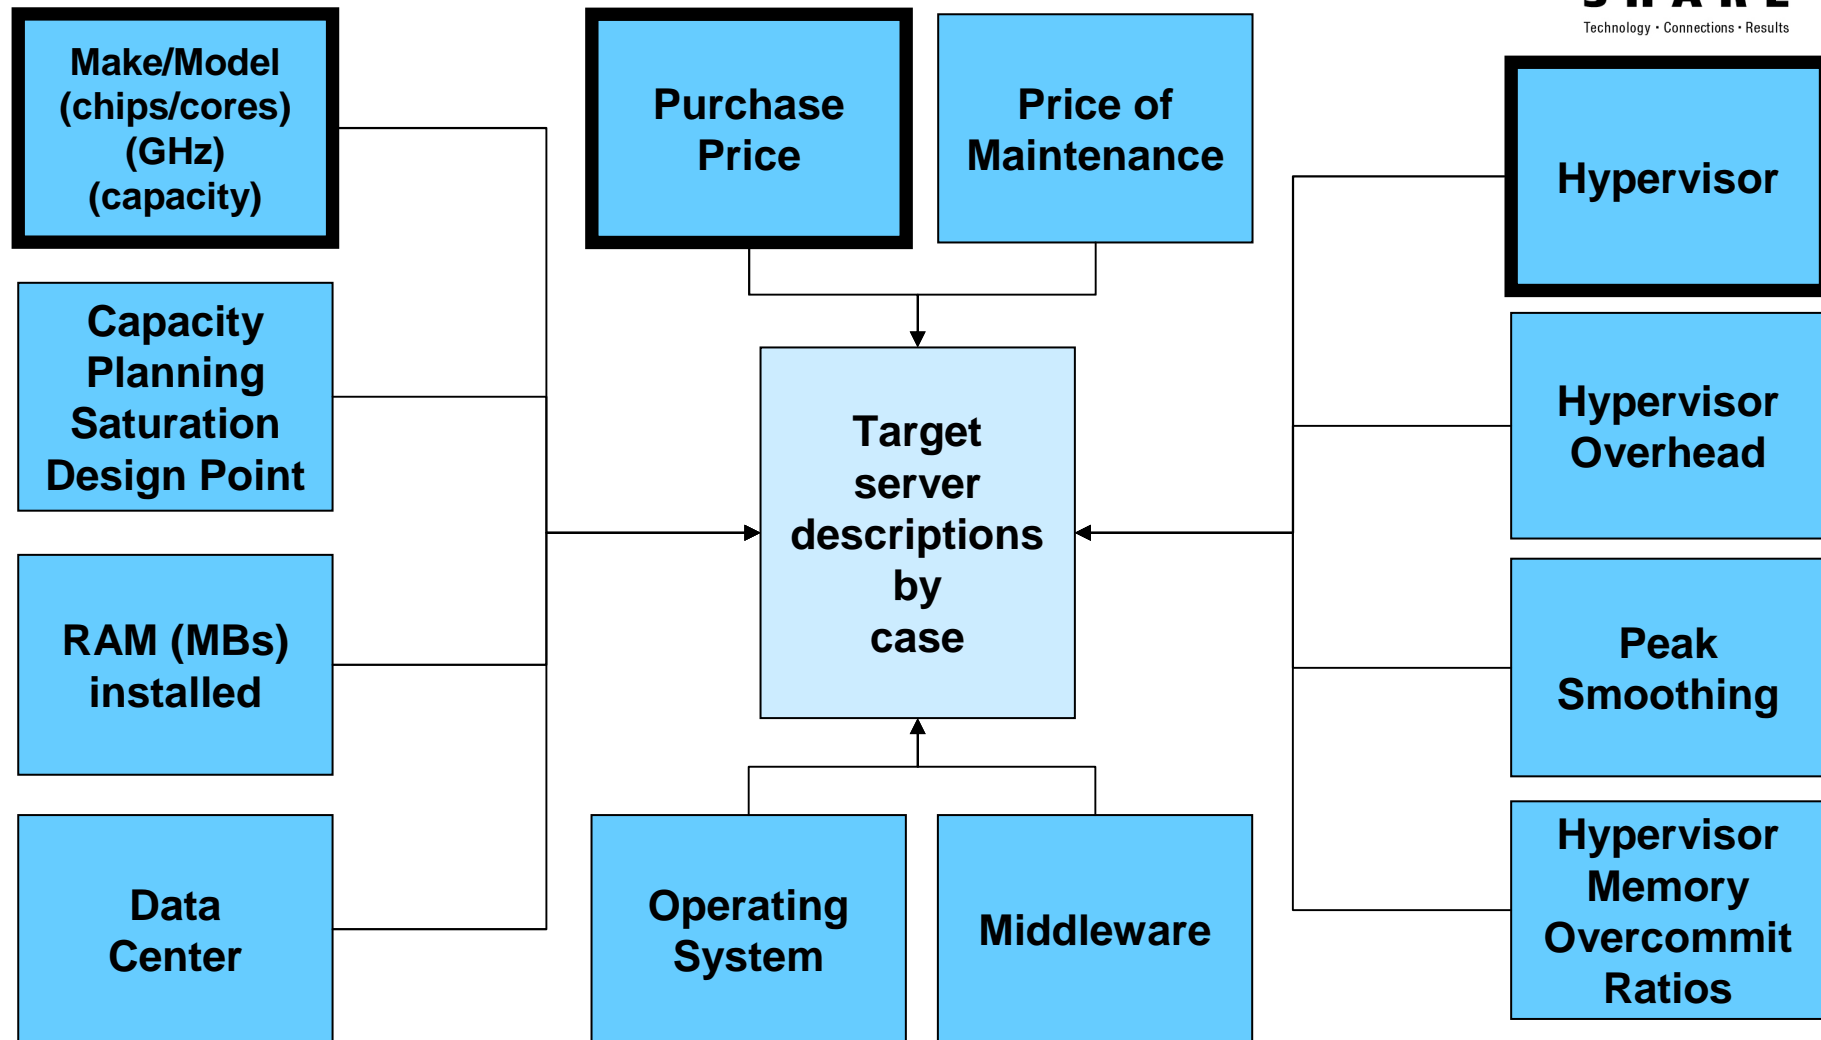 SHARE
Technology · Connections · Results
Make/Model
(chips/cores)
(GHz)
(capacity)
Purchase
Price
Price of
Maintenance
Hypervisor
Capacity
Planning
Saturation
Design Point
Hypervisor
Overhead
Target
server
descriptions
by
case
RAM (MBs)
installed
Peak
Smoothing
Data
Center
Operating
System
Middleware
Hypervisor
Memory
Overcommit
Ratios